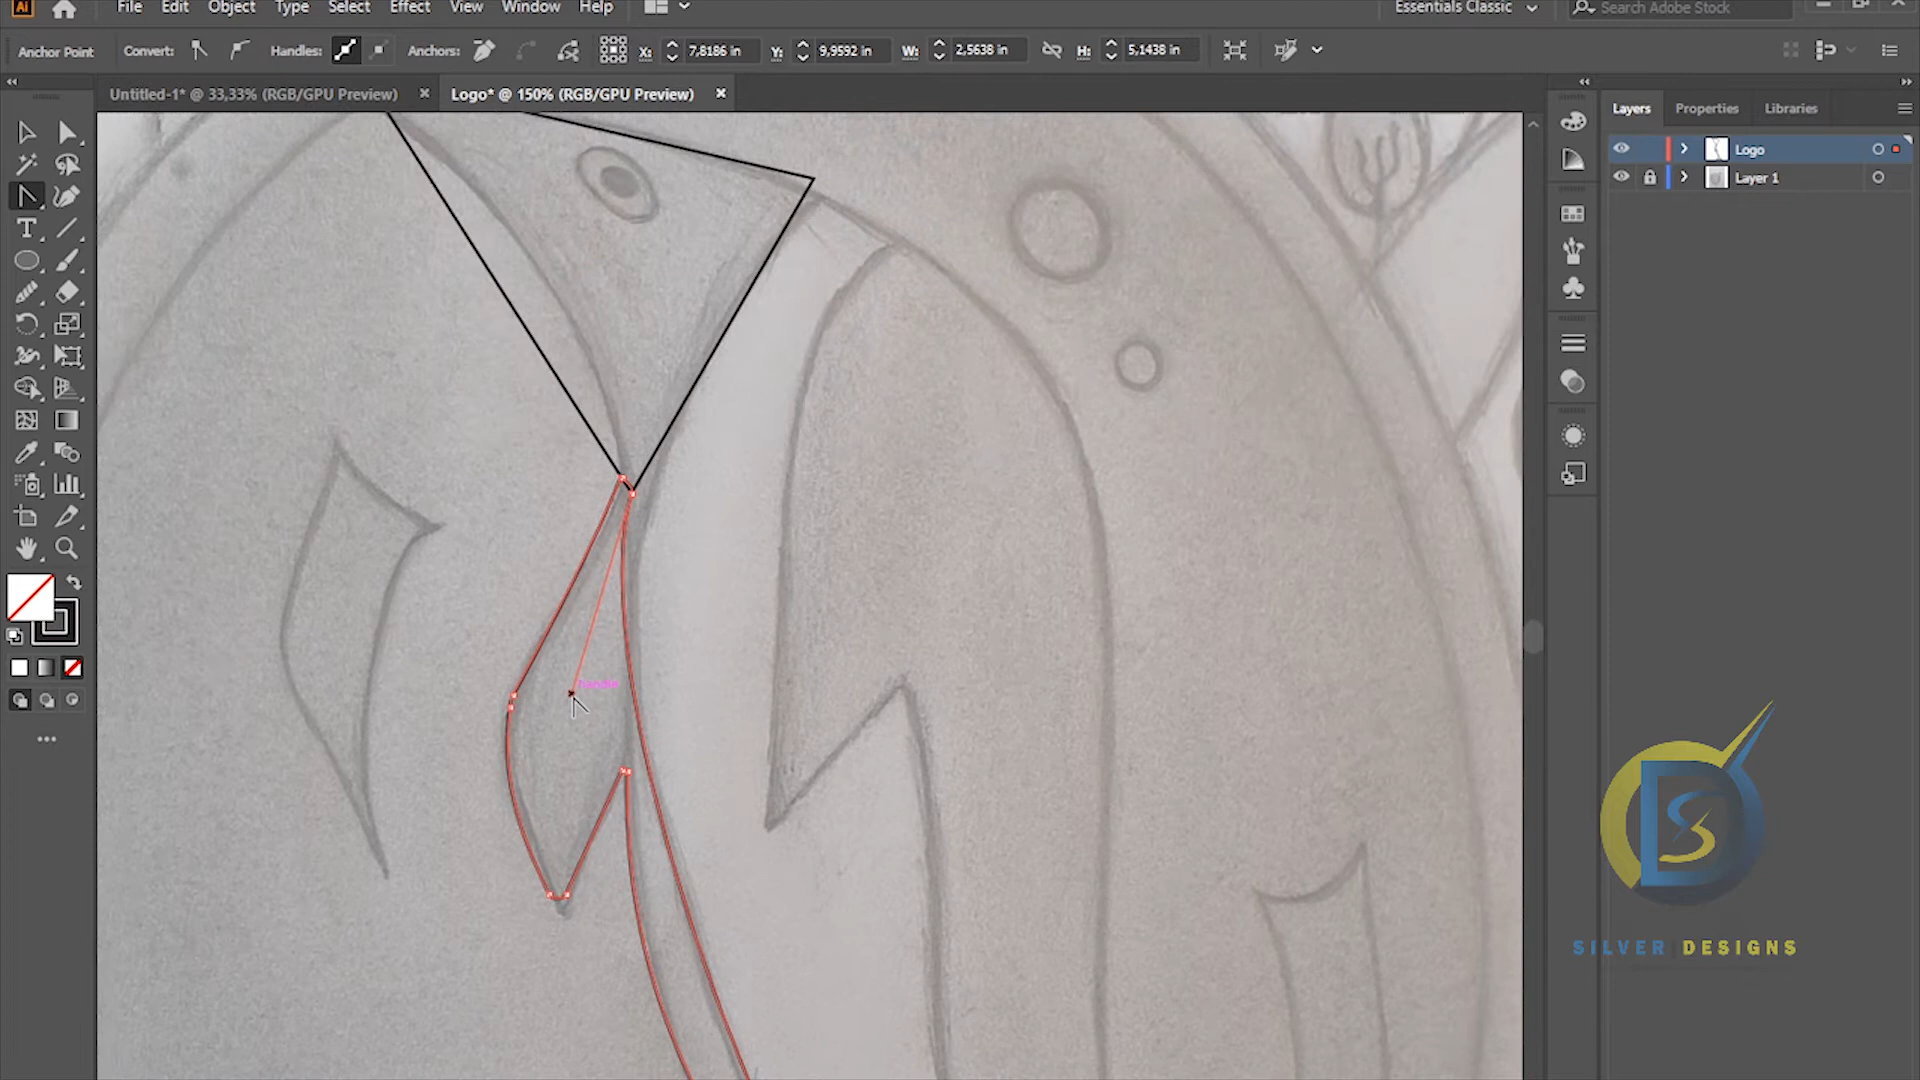 Ai File Edit Object Type Select Effect View Window Help Essentials Classic Search Adobe Stock
Anchor Point Convert: Handles: Anchors: X: 7,8186 in Y: 9,9592 in W: 2,5638 in H: 5,1438 in
Untitled-1* @ 33,33% (RGB/GPU Preview) Logo* @ 150% (RGB/GPU Preview)
Layers Properties Libraries
Logo
Layer 1
handle
SILVER DESIGNS